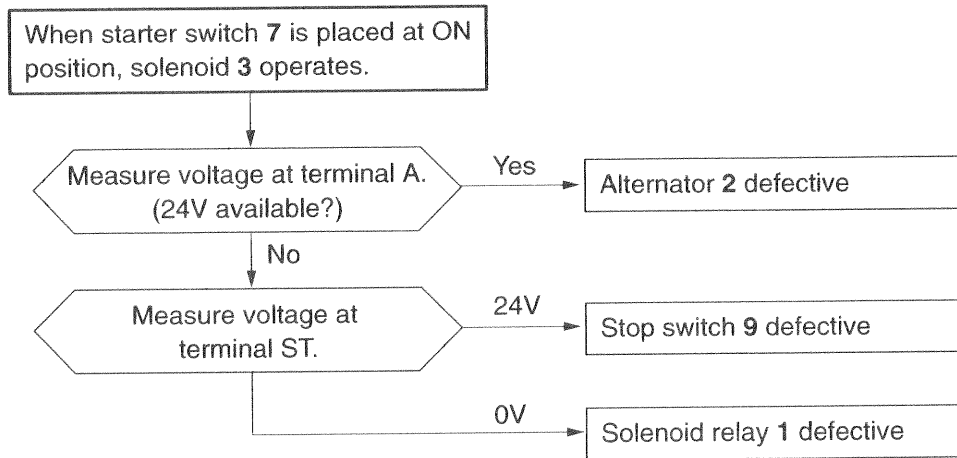 When starter switch 7 is placed at ON
position, solenoid 3 operates.
Measure voltage at terminal A.
(24V available?)
Yes
Alternator 2 defective
No
Measure voltage at
terminal ST.
24V
Stop switch 9 defective
0V
Solenoid relay 1 defective